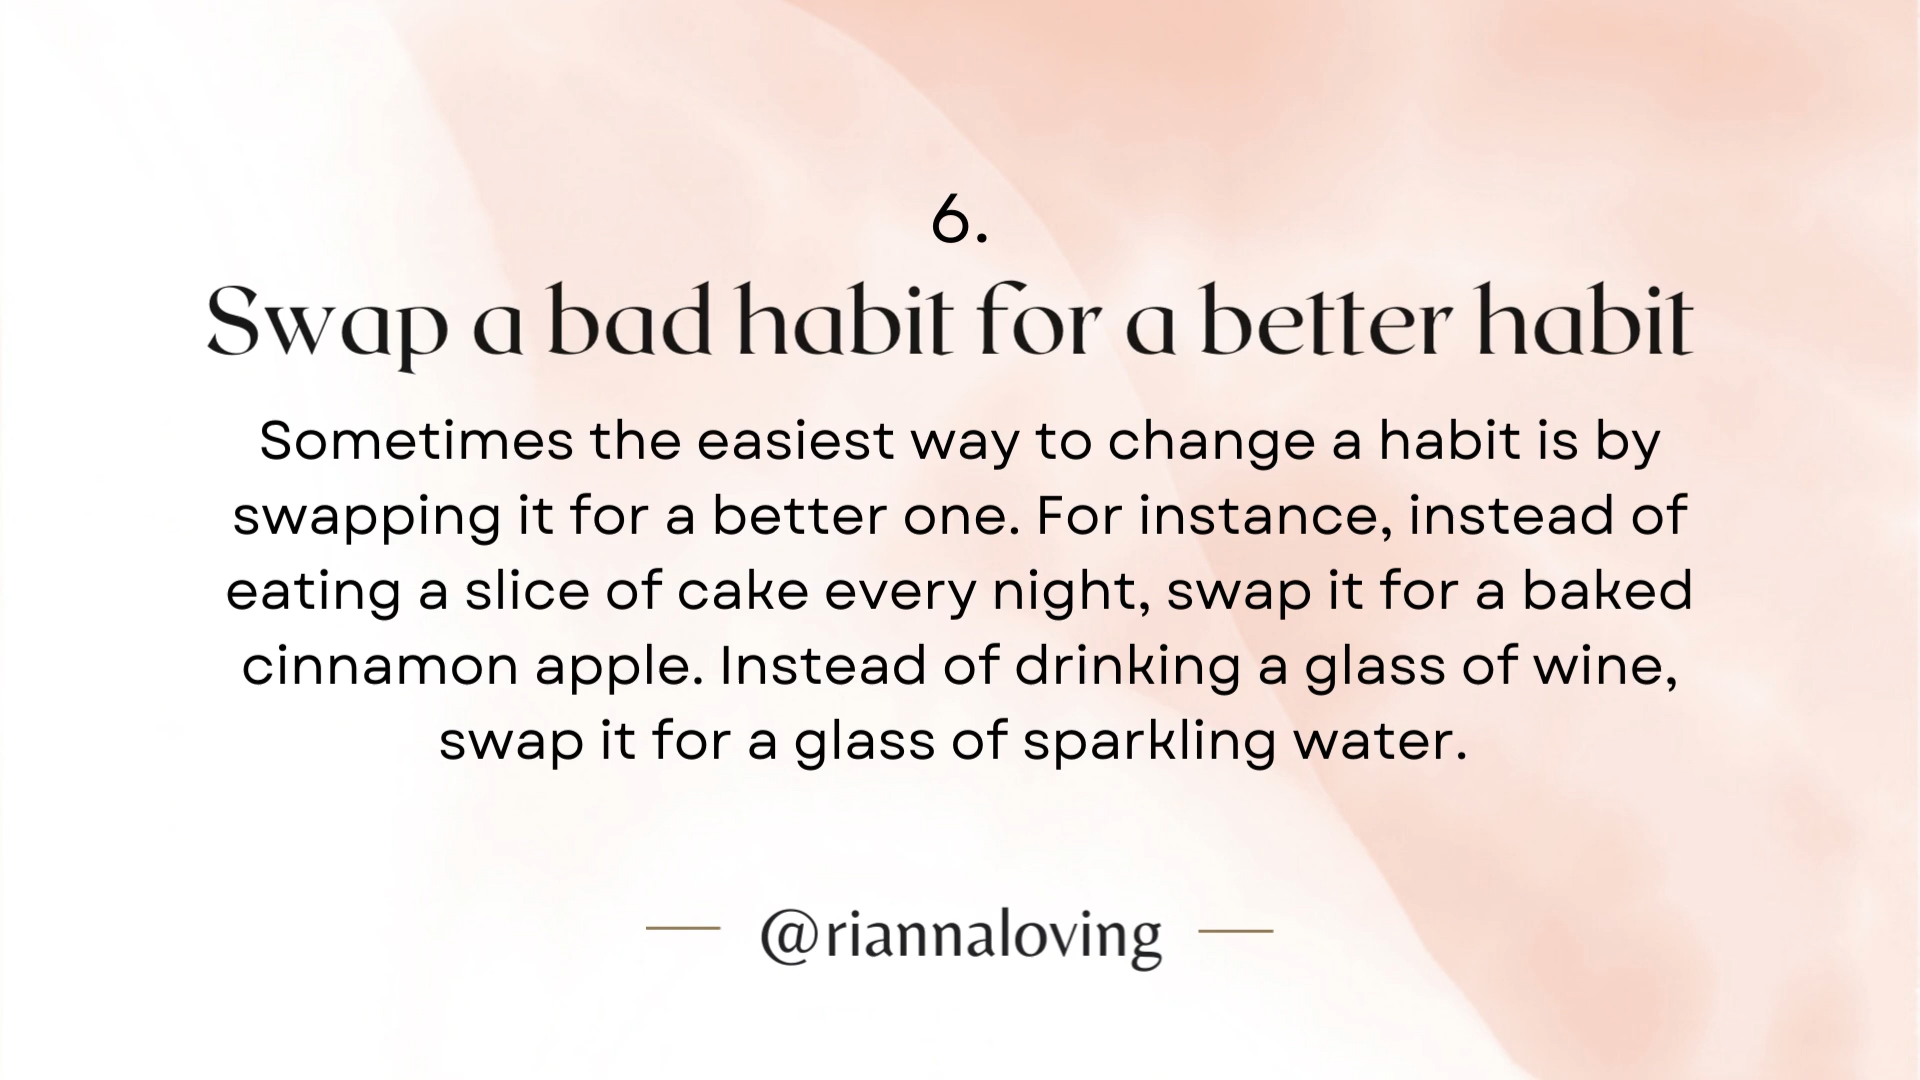 6.
Swap a bad habit for a better habit
Sometimes the easiest way to change a habit is by
swapping it for a better one. For instance, instead of
eating a slice of cake every night, swap it for a baked
cinnamon apple. Instead of drinking a glass of wine,
swap it for a glass of sparkling water.
@riannaloving